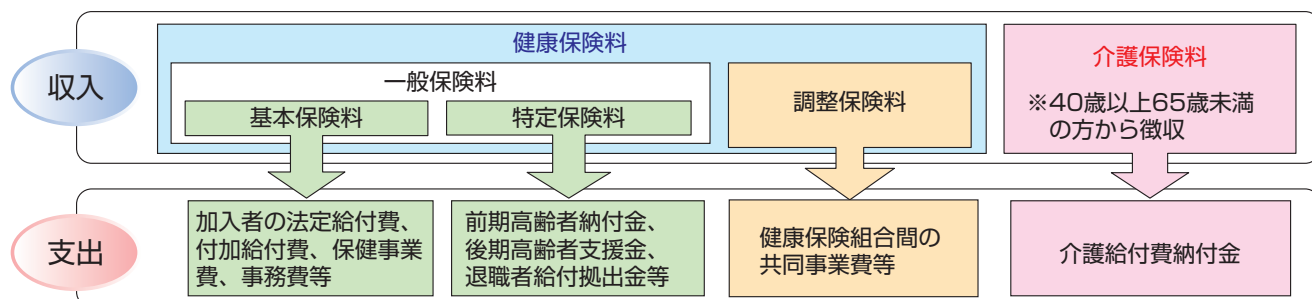 収入
健康保険料
一般保険料
基本保険料
特定保険料
調整保険料
介護保険料
※40歳以上65歳未満
の方から徴収
支出
加入者の法定給付費、
付加給付費、保健事業
費、事務費等
前期高齢者納付金、
後期高齢者支援金、
退職者給付拠出金等
健康保険組合間の
共同事業費等
介護給付費納付金